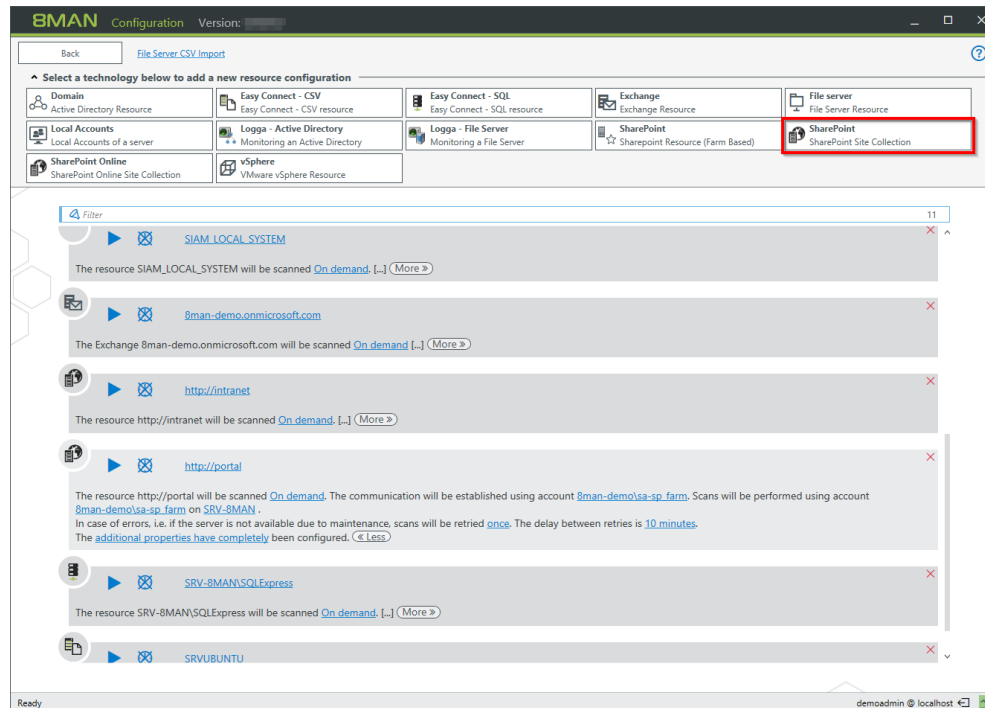 8MAN Configuration Version:
Back File Server CSV Import
Select a technology below to add a new resource configuration
Domain
Active Directory Resource
Easy Connect - CSV
Easy Connect - CSV resource
Easy Connect - SQL
Easy Connect - SQL resource
Exchange
Exchange Resource
File server
File Server Resource
Local Accounts
Local Accounts of a server
Logga - Active Directory
Monitoring an Active Directory
Logga - File Server
Monitoring a File Server
SharePoint
Sharepoint Resource (Farm Based)
SharePoint
SharePoint Site Collection
SharePoint Online
SharePoint Online Site Collection
vSphere
VMware vSphere Resource
Filter 11
SIAM_LOCAL_SYSTEM
The resource SIAM_LOCAL_SYSTEM will be scanned On demand. [...] More »
8man-demo.onmicrosoft.com
The Exchange 8man-demo.onmicrosoft.com will be scanned On demand [...] More »
http://intranet
The resource http://intranet will be scanned On demand. [...] More »
http://portal
The resource http://portal will be scanned On demand. The communication will be established using account 8man-demo\sa-sp_farm. Scans will be performed using account
8man-demo\sa-sp_farm on SRV-8MAN .
In case of errors, i.e. if the server is not available due to maintenance, scans will be retried once. The delay between retries is 10 minutes.
The additional properties have completely been configured. « Less
SRV-8MAN\SQLExpress
The resource SRV-8MAN\SQLExpress will be scanned On demand. [...] More »
SRVUBUNTU
Ready demoadmin @ localhost